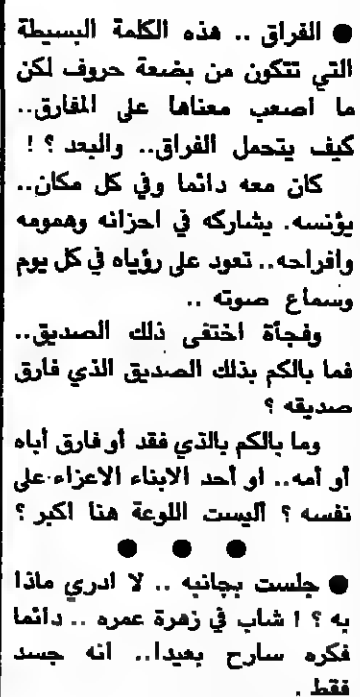 ● الفراق .. هذه الكلمة البسيطة
التي تتكون من بضعة حروف لكن
ما اصعب معناها على المفارق..
كيف يتحمل الفراق.. والبعد ؟ !
كان معه دائما وفي كل مكان..
يؤنسه. يشاركه في احزانه وهمومه
وافراحه.. تعود على رؤياه في كل يوم
وسماع صوته ..
وفجأة اختفى ذلك الصديق..
فما بالكم بذلك الصديق الذي فارق
صديقه ؟
وما بالكم بالذي فقد أو فارق أباه
أو أمه.. او أحد الابناء الاعزاء على
نفسه ؟ أليست اللوعة هنا اكبر ؟
● ● ●
● جلست بجانبه .. لا ادري ماذا
به ؟ ! شاب في زهرة عمره .. دائما
فكره سارح بعيدا.. انه جسد
فقط .